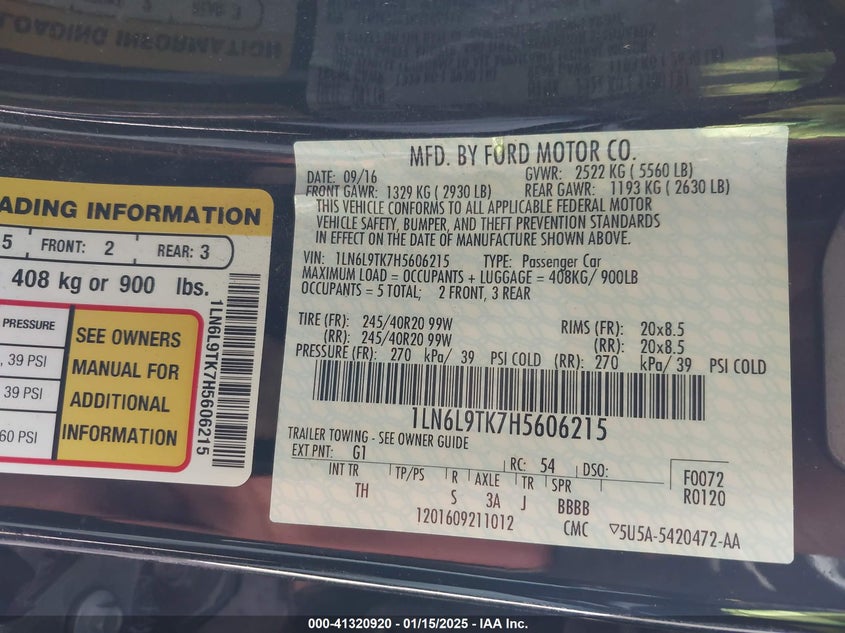 LOADING INFORMATION
ADING INFORMATION
5 FRONT: 2 REAR: 3
408 kg or 900 lbs.
PRESSURE
, 39 PSI
39 PSI
60 PSI
SEE OWNERS
MANUAL FOR
ADDITIONAL
INFORMATION
1LN6L9TK7H5606215
MFD. BY FORD MOTOR CO.
DATE: 09/16 GVWR: 2522 KG ( 5560 LB)
FRONT GAWR: 1329 KG ( 2930 LB) REAR GAWR: 1193 KG ( 2630 LB)
THIS VEHICLE CONFORMS TO ALL APPLICABLE FEDERAL MOTOR
VEHICLE SAFETY, BUMPER, AND THEFT PREVENTION STANDARDS
IN EFFECT ON THE DATE OF MANUFACTURE SHOWN ABOVE.
VIN: 1LN6L9TK7H5606215 TYPE: Passenger Car
MAXIMUM LOAD = OCCUPANTS + LUGGAGE = 408KG/ 900LB
OCCUPANTS = 5 TOTAL; 2 FRONT, 3 REAR
TIRE (FR): 245/40R20 99W RIMS (FR): 20x8.5
(RR): 245/40R20 99W (RR): 20x8.5
PRESSURE (FR): 270 kPa/ 39 PSI COLD (RR): 270 kPa/ 39 PSI COLD
1LN6L9TK7H5606215
TRAILER TOWING - SEE OWNER GUIDE
EXT PNT: G1 RC: 54 DSO: F0072
INT TR TP/PS R AXLE TR SPR R0120
TH S 3A J BBBB
1201609211012 CMC ▽5U5A-5420472-AA
000-41320920 - 01/15/2025 - IAA Inc.